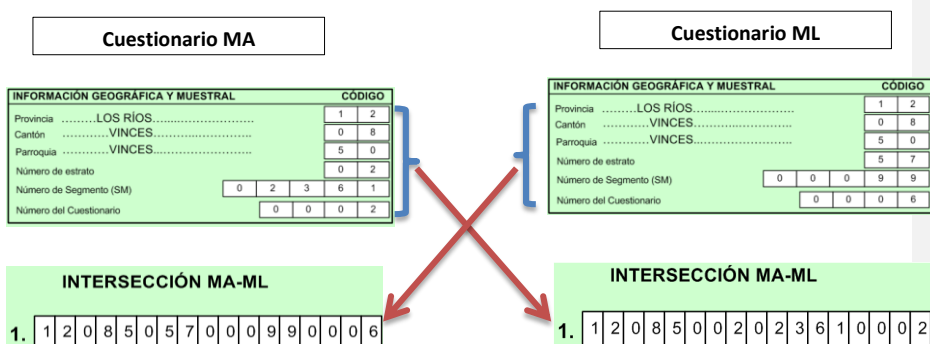 Cuestionario MA
INFORMACIÓN GEOGRÁFICA Y MUESTRAL CÓDIGO
Provincia ..........LOS RÍOS............................ 1 2
Cantón .............VINCES........................... 0 8
Parroquia .............VINCES........................... 5 0
Número de estrato 0 2
Número de Segmento (SM) 0 2 3 6 1
Número del Cuestionario 0 0 0 2
INTERSECCIÓN MA-ML
1. 1 2 0 8 5 0 5 7 0 0 0 9 9 0 0 0 6
Cuestionario ML
INFORMACIÓN GEOGRÁFICA Y MUESTRAL CÓDIGO
Provincia ...........LOS RÍOS............................ 1 2
Cantón .............VINCES........................... 0 8
Parroquia .............VINCES........................... 5 0
Número de estrato 5 7
Número de Segmento (SM) 0 0 0 9 9
Número del Cuestionario 0 0 0 6
INTERSECCIÓN MA-ML
1. 1 2 0 8 5 0 0 2 0 2 3 6 1 0 0 0 2